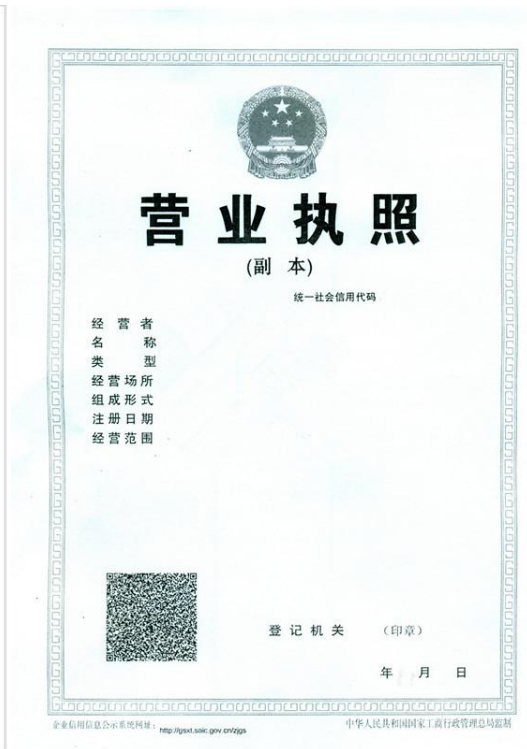 营业执照
(副 本)
统一社会信用代码
经 营 者
名 称
类 型
经营场所
组成形式
注册日期
经营范围
登记机关 （印章）
年 月 日
企业信用信息公示系统网址： http://gsxt.saic.gov.cn/zjgs
中华人民共和国国家工商行政管理总局监制